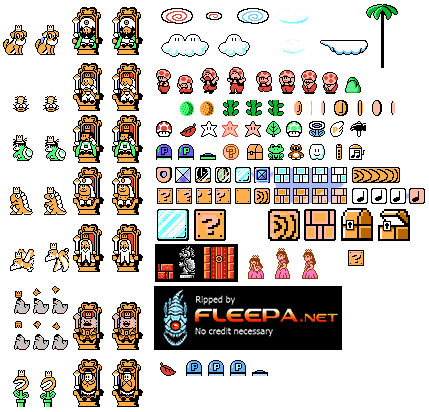 P P
?
?
?
Ripped by
FLEEPA.NET
No credit necessary
?
P P P